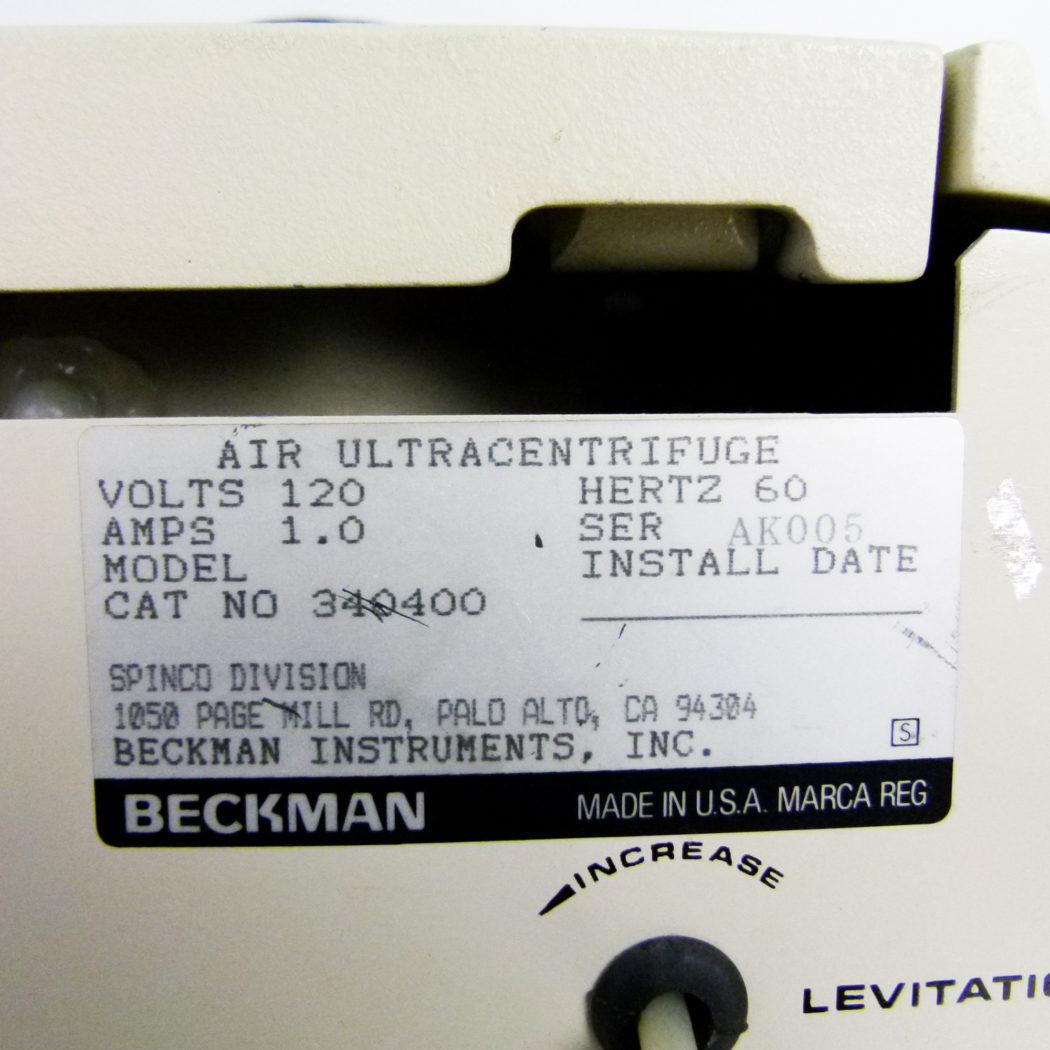 AIR ULTRACENTRIFUGE
VOLTS 120 HERTZ 60
AMPS 1.0 SER AK005
MODEL INSTALL DATE
CAT NO 340400
SPINCO DIVISION
1050 PAGE MILL RD, PALO ALTO, CA 94304
BECKMAN INSTRUMENTS, INC.
S
BECKMAN MADE IN U.S.A. MARCA REG
INCREASE